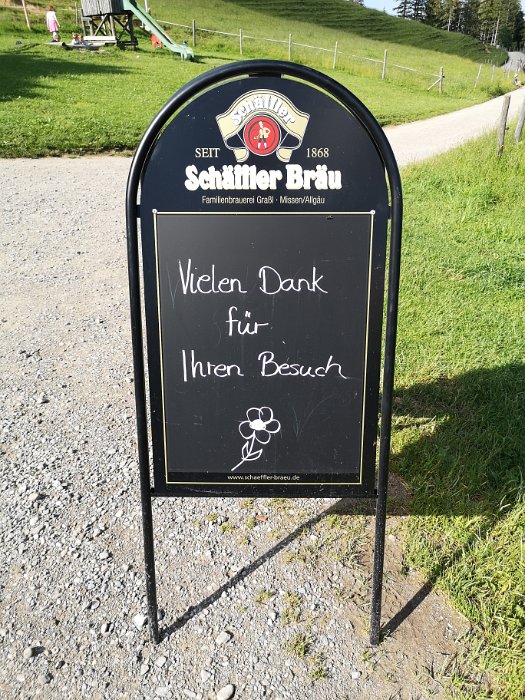 Schäffler
SEIT 1868
Schäffler Bräu
Familienbrauerei Graßl · Missen/Allgäu
Vielen Dank
für
Ihren Besuch
www.schaeffler-braeu.de